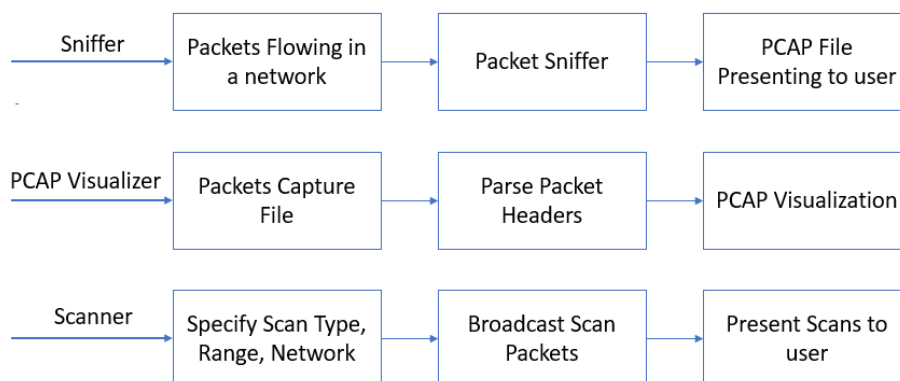 Sniffer
Packets Flowing in
a network
Packet Sniffer
PCAP File
Presenting to user
PCAP Visualizer
Packets Capture
File
Parse Packet
Headers
PCAP Visualization
Scanner
Specify Scan Type,
Range, Network
Broadcast Scan
Packets
Present Scans to
user